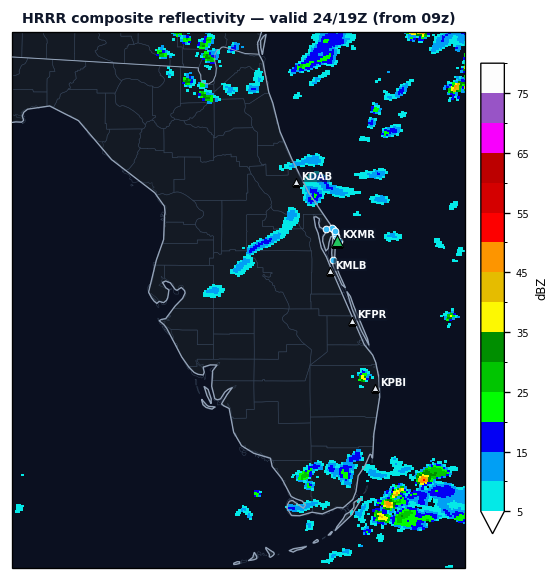 HRRR composite reflectivity — valid 24/19Z (from 09z)
KDAB
KXMR
KMLB
KFPR
KPBI
75
65
55
45
35
25
15
5
dBZ